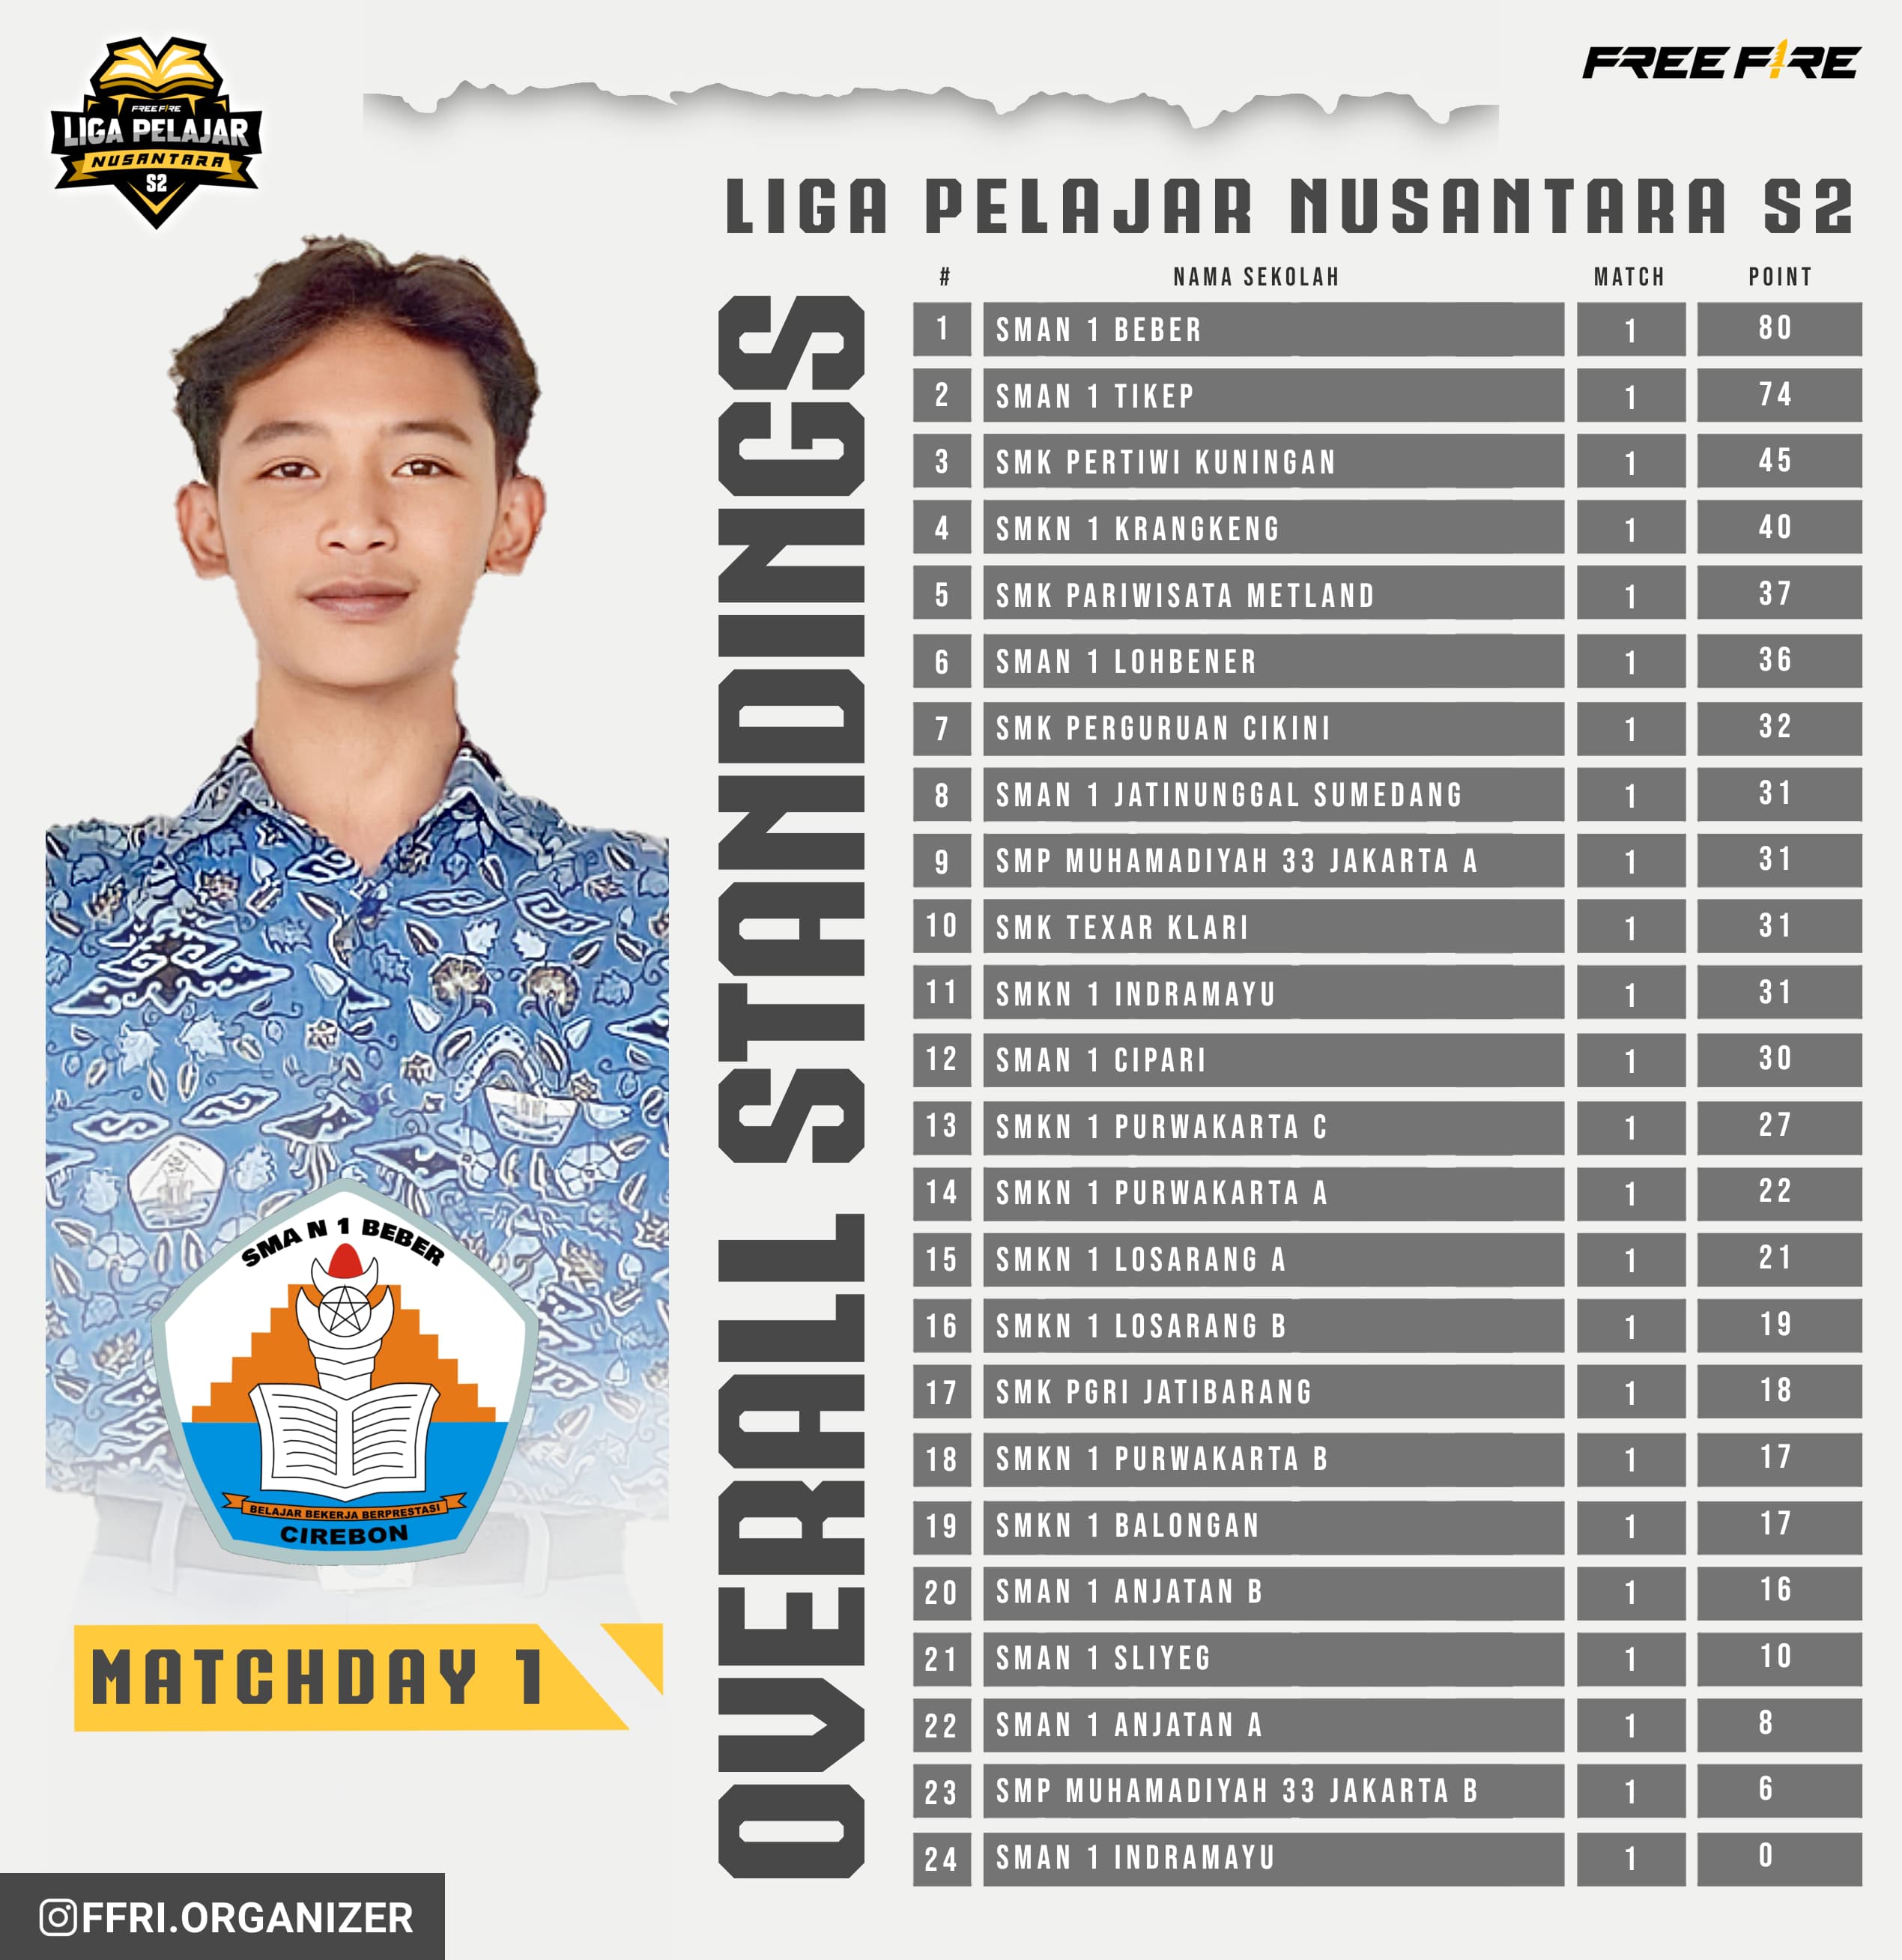 FREE FIRE
LIGA PELAJAR
NUSANTARA
S2
FREE FIRE
LIGA PELAJAR NUSANTARA S2
OVERALL STANDINGS
# NAMA SEKOLAH MATCH POINT
1 SMAN 1 BEBER 1 80
2 SMAN 1 TIKEP 1 74
3 SMK PERTIWI KUNINGAN 1 45
4 SMKN 1 KRANGKENG 1 40
5 SMK PARIWISATA METLAND 1 37
6 SMAN 1 LOHBENER 1 36
7 SMK PERGURUAN CIKINI 1 32
8 SMAN 1 JATINUNGGAL SUMEDANG 1 31
9 SMP MUHAMADIYAH 33 JAKARTA A 1 31
10 SMK TEXAR KLARI 1 31
11 SMKN 1 INDRAMAYU 1 31
12 SMAN 1 CIPARI 1 30
13 SMKN 1 PURWAKARTA C 1 27
14 SMKN 1 PURWAKARTA A 1 22
15 SMKN 1 LOSARANG A 1 21
16 SMKN 1 LOSARANG B 1 19
17 SMK PGRI JATIBARANG 1 18
18 SMKN 1 PURWAKARTA B 1 17
19 SMKN 1 BALONGAN 1 17
20 SMAN 1 ANJATAN B 1 16
21 SMAN 1 SLIYEG 1 10
22 SMAN 1 ANJATAN A 1 8
23 SMP MUHAMADIYAH 33 JAKARTA B 1 6
24 SMAN 1 INDRAMAYU 1 0
SMA N 1 BEBER
BELAJAR BEKERJA BERPRESTASI
CIREBON
MATCHDAY 1
FFRI.ORGANIZER